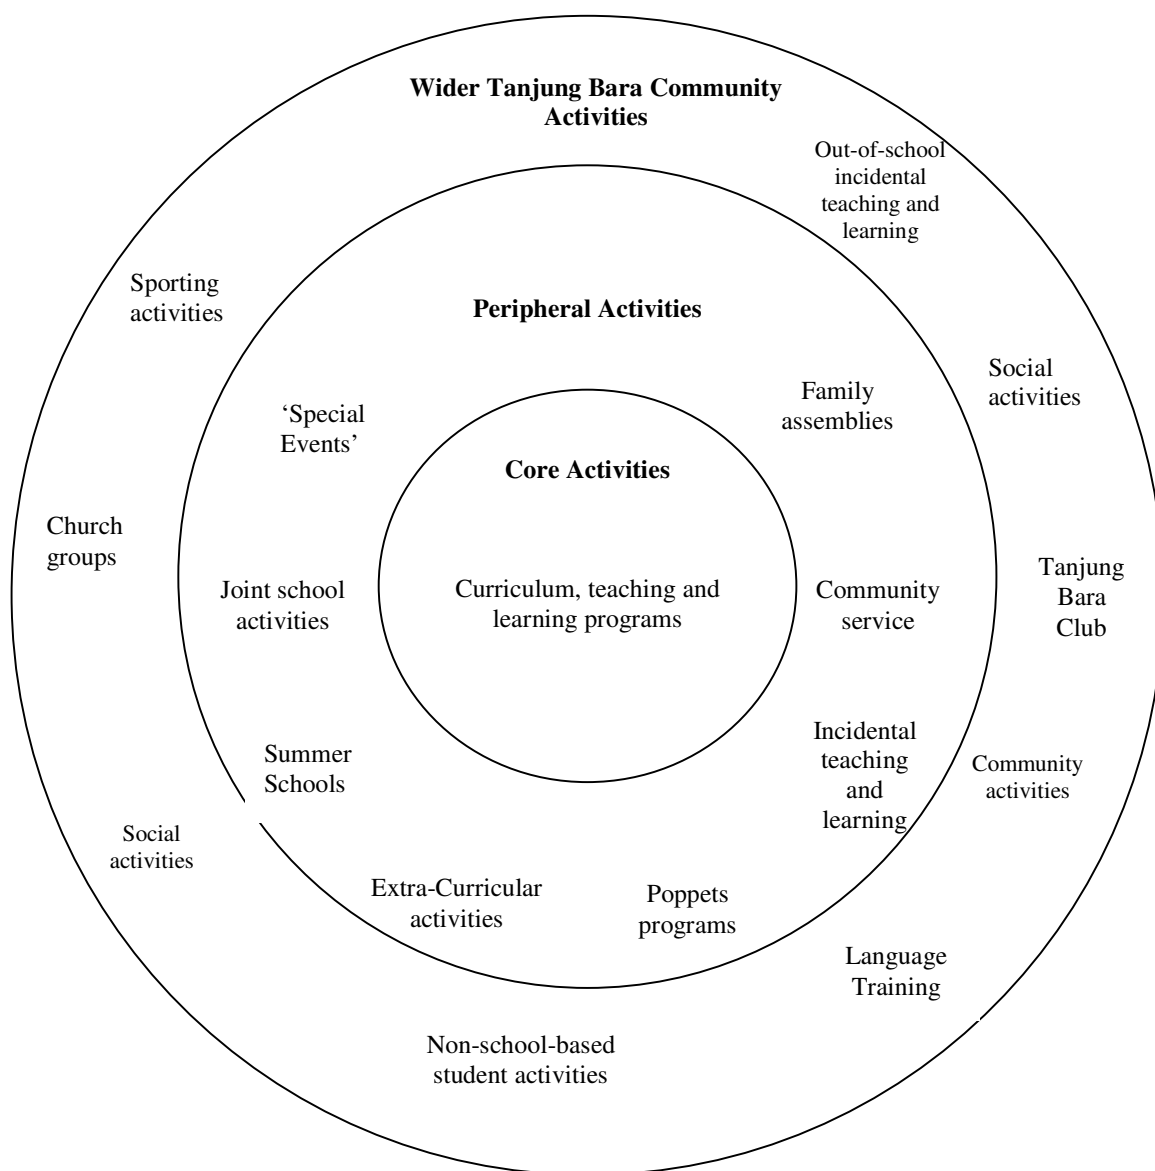 Wider Tanjung Bara Community
Activities
Out-of-school
incidental
teaching and
learning
Sporting
activities
Peripheral Activities
Social
activities
Family
assemblies
‘Special
Events’
Core Activities
Church
groups
Joint school
activities
Curriculum, teaching and
learning programs
Community
service
Tanjung
Bara
Club
Summer
Schools
Incidental
teaching
and
learning
Community
activities
Social
activities
Extra-Curricular
activities
Poppets
programs
Language
Training
Non-school-based
student activities